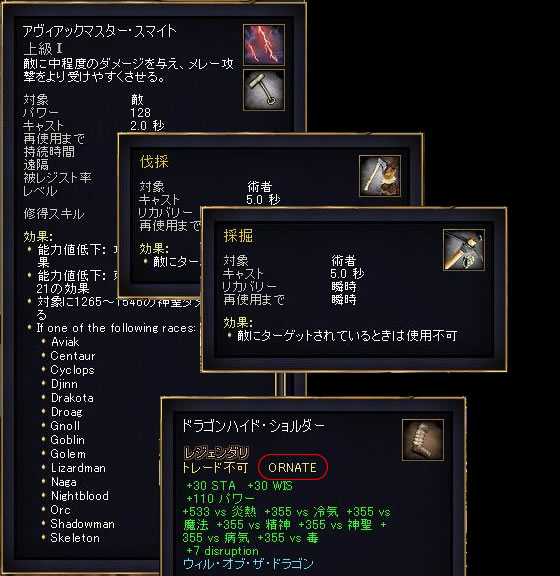 アヴィアックマスター・スマイト
上級 I
敵に中程度のダメージを与え、メレー攻
撃をより受けやすくさせる。
対象 敵
パワー 128
キャスト 2.0 秒
再使用まで
持続時間
遠隔
被レジスト率
レベル
修得スキル
効果:
• 能力値低下:
果
• 能力値低下:
21の効果
• 対象に1265～1546の神聖ダ
る
• If one of the following races:
• Aviak
• Centaur
• Cyclops
• Djinn
• Drakota
• Droag
• Gnoll
• Goblin
• Golem
• Lizardman
• Naga
• Nightblood
• Orc
• Shadowman
• Skeleton
伐採
対象 術者
キャスト 5.0 秒
リカバリー
再使用まで
効果:
• 敵にター
採掘
対象 術者
キャスト 5.0 秒
リカバリー 瞬時
再使用まで 瞬時
効果:
• 敵にターゲットされているときは使用不可
ドラゴンハイド・ショルダー
レジェンダリ
トレード不可 ORNATE
+30 STA +30 WIS
+110 パワー
+533 vs 炎熱 +355 vs 冷気 +355 vs
魔法 +355 vs 精神 +355 vs 神聖 +
355 vs 病気 +355 vs 毒
+7 disruption
ウィル・オブ・ザ・ドラゴン